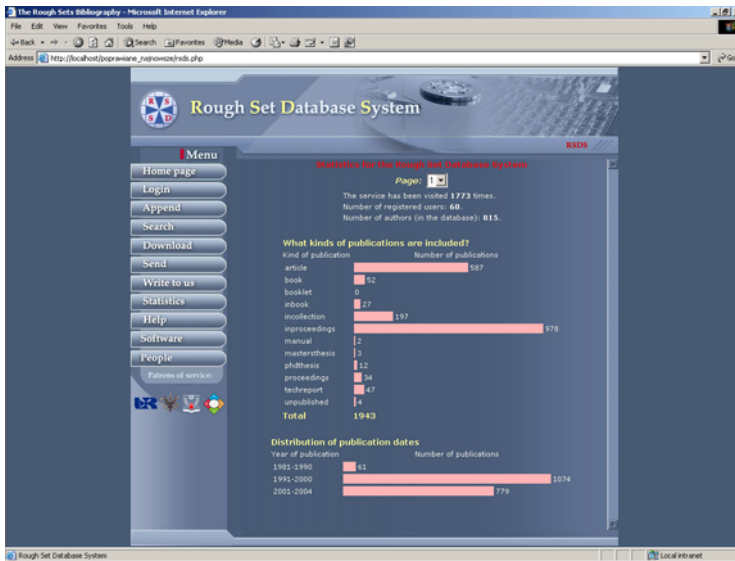 The Rough Sets Bibliography - Microsoft Internet Explorer
File Edit View Favorites Tools Help
Back Search Favorites Media
Address http://localhost/poprawiane_najnowsze/rsds.php Go
R S
S D
Rough Set Database System
RSDS
Menu
Home page
Login
Append
Search
Download
Send
Write to us
Statistics
Help
Software
People
Patrons of service:
Statistics for the Rough Set Database System
Page: 1
The service has been visited 1773 times.
Number of registered users: 60.
Number of authors (in the database): 815.
What kinds of publications are included?
Kind of publication Number of publications
article 587
book 52
booklet 0
inbook 27
incollection 197
inproceedings 978
manual 2
mastersthesis 3
phdthesis 12
proceedings 34
techreport 47
unpublished 4
Total 1943
Distribution of publication dates
Year of publication Number of publications
1981-1990 61
1991-2000 1074
2001-2004 779
Rough Set Database System Local intranet